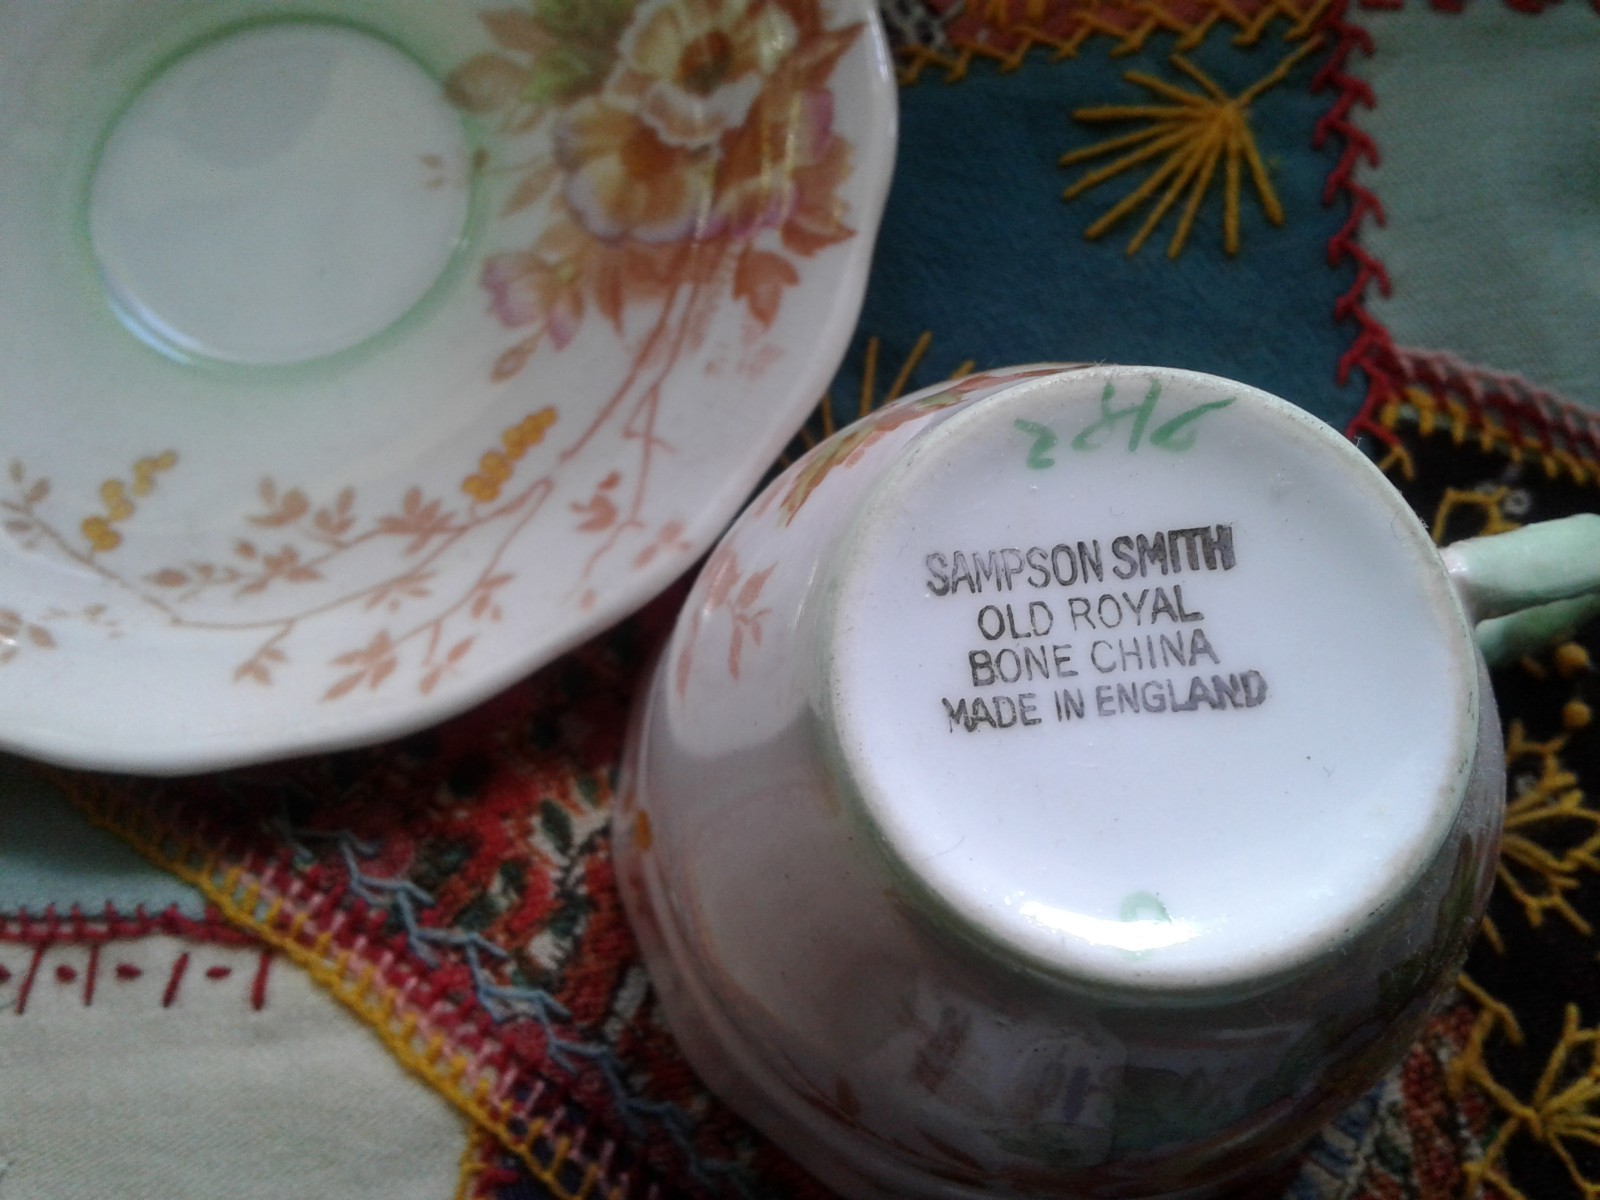 SAMPSON SMITH
OLD ROYAL
BONE CHINA
MADE IN ENGLAND